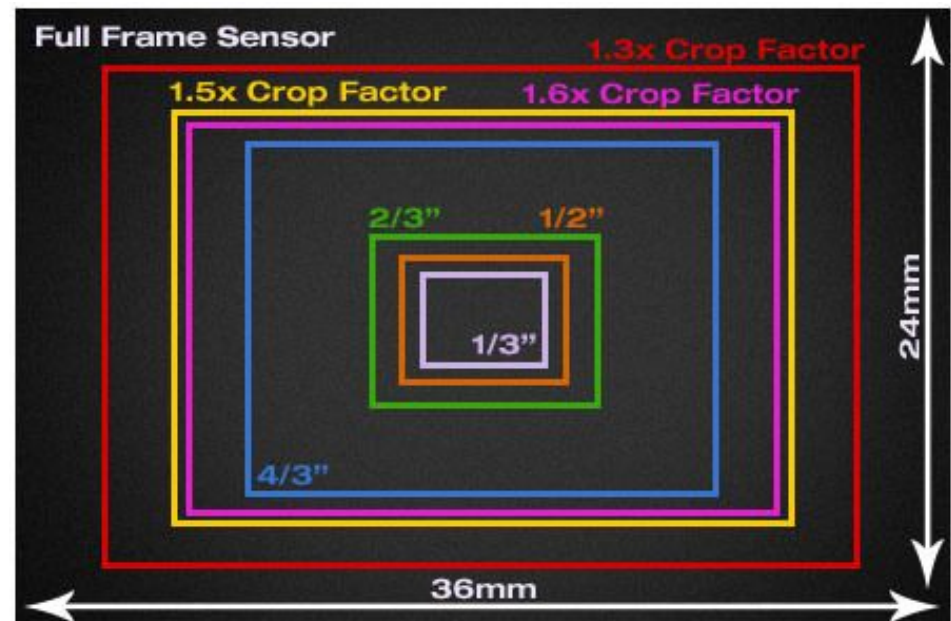 Full Frame Sensor
1.3x Crop Factor
1.5x Crop Factor
1.6x Crop Factor
2/3”
1/2”
1/3”
24mm
4/3”
36mm